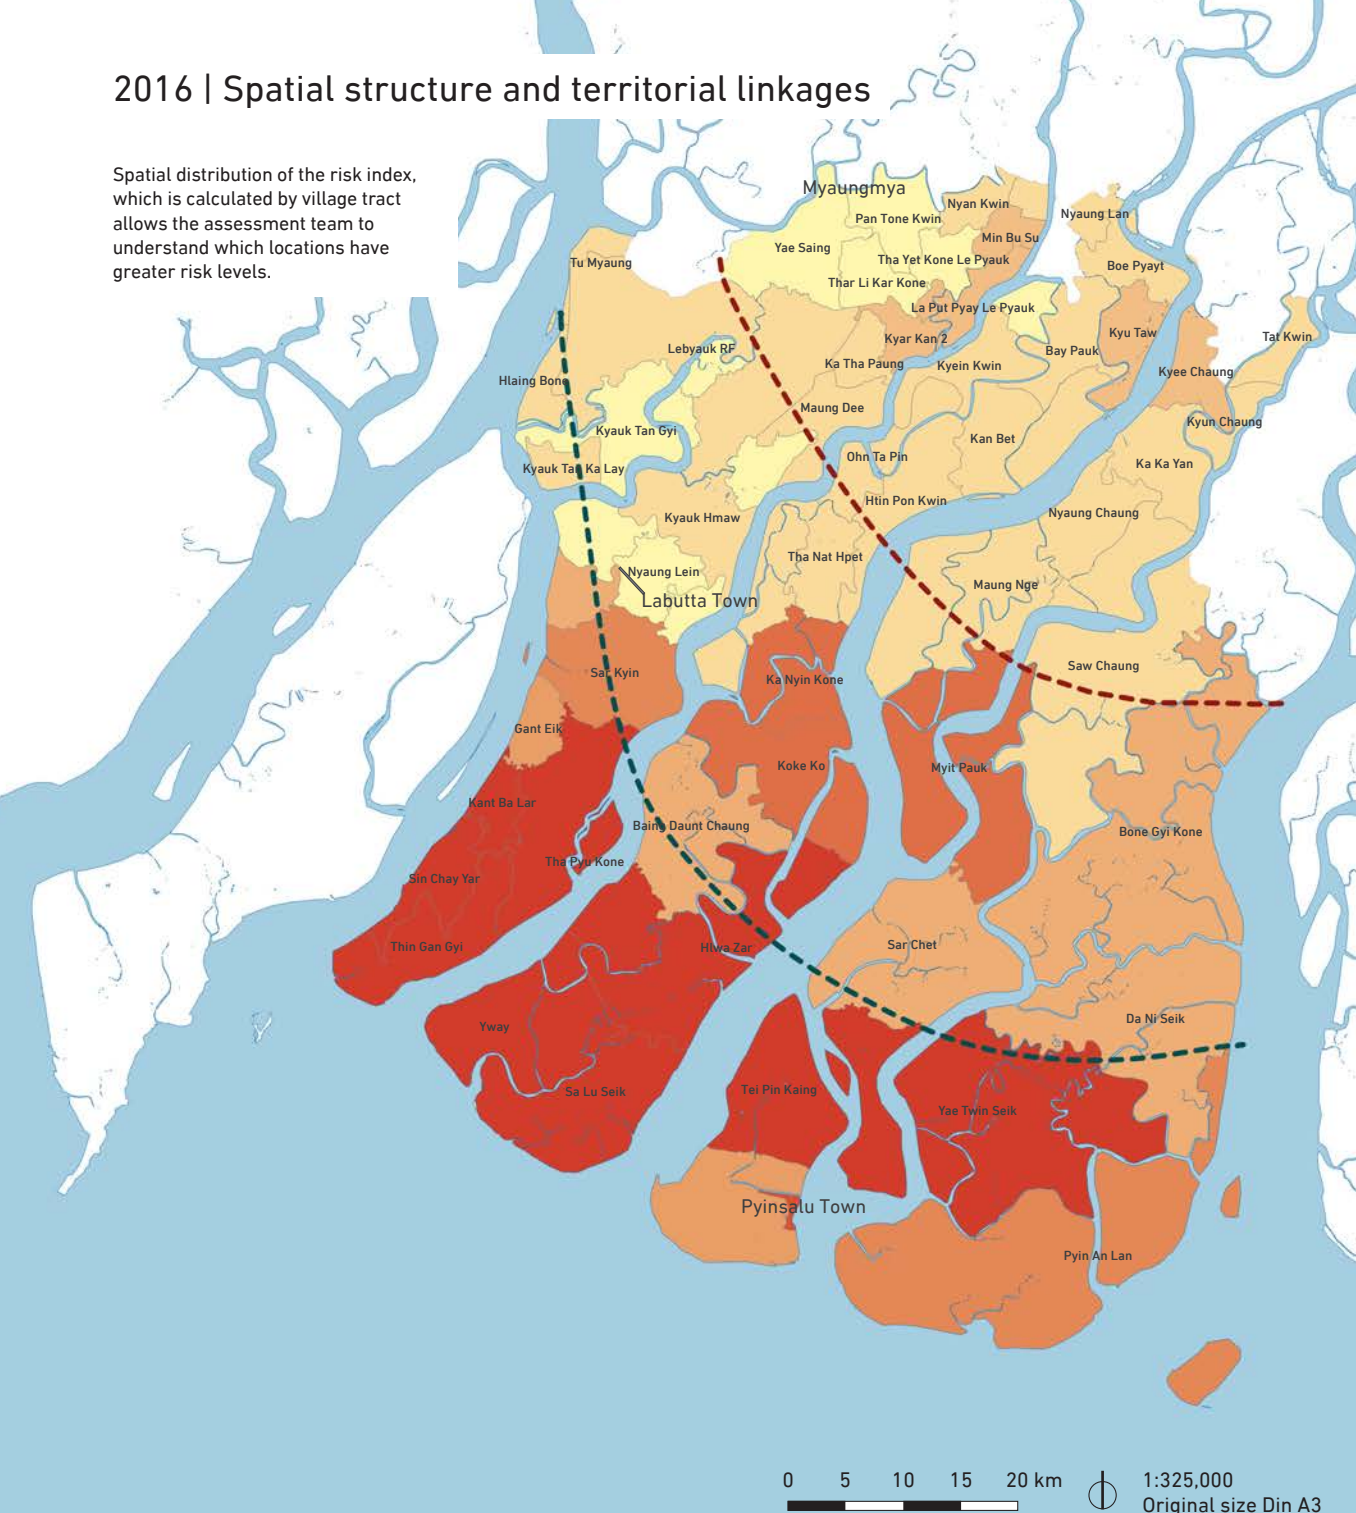 2016 | Spatial structure and territorial linkages
Spatial distribution of the risk index,
which is calculated by village tract
allows the assessment team to
understand which locations have
greater risk levels.
Myaungmya
Nyan Kwin
Pan Tone Kwin
Nyaung Lan
Min Bu Su
Yae Saing
Tha Yet Kone Le Pyauk
Tu Myaung
Boe Pyayt
Thar Li Kar Kone
La Put Pyay Le Pyauk
Kyu Taw
Tat Kwin
Kyar Kan 2
Lebyauk RF
Bay Pauk
Ka Tha Paung
Kyein Kwin
Kyee Chaung
Hlaing Bone
Maung Dee
Kyun Chaung
Kyauk Tan Gyi
Kan Bet
Ohn Ta Pin
Ka Ka Yan
Kyauk Tan Ka Lay
Htin Pon Kwin
Nyaung Chaung
Kyauk Hmaw
Tha Nat Hpet
Nyaung Lein
Maung Nge
Labutta Town
Saw Chaung
Sar Kyin
Ka Nyin Kone
Gant Eik
Koke Ko
Myit Pauk
Kant Ba Lar
Baing Daunt Chaung
Bone Gyi Kone
Tha Pyu Kone
Sin Chay Yar
Thin Gan Gyi
Hlwa Zar
Sar Chet
Yway
Da Ni Seik
Sa Lu Seik
Tei Pin Kaing
Yae Twin Seik
Pyinsalu Town
Pyin An Lan
0 5 10 15 20 km
1:325,000
Original size Din A3